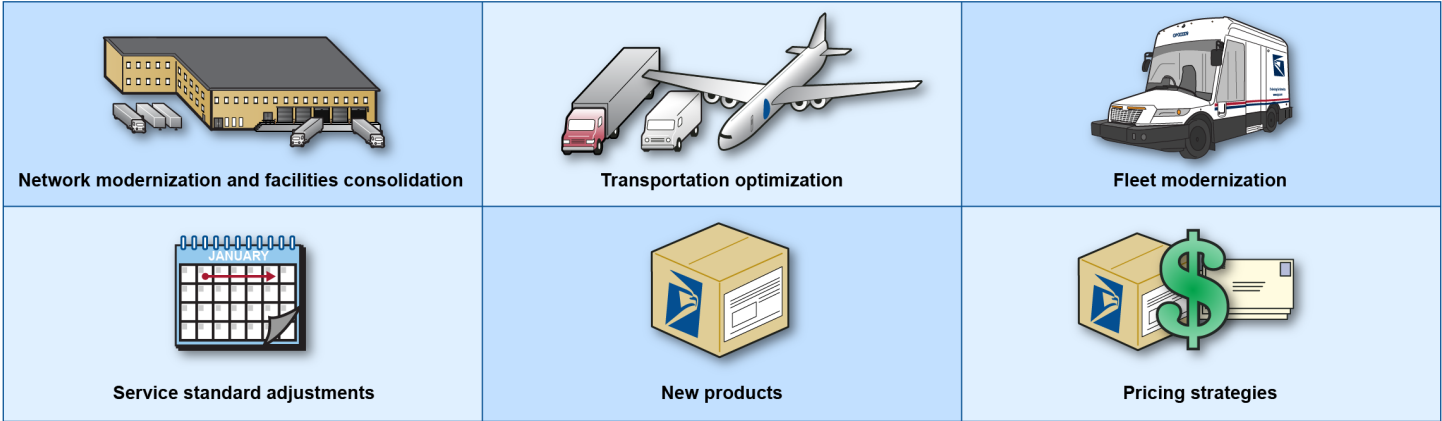 Network modernization and facilities consolidation
Transportation optimization
Fleet modernization
JANUARY
Service standard adjustments
New products
Pricing strategies